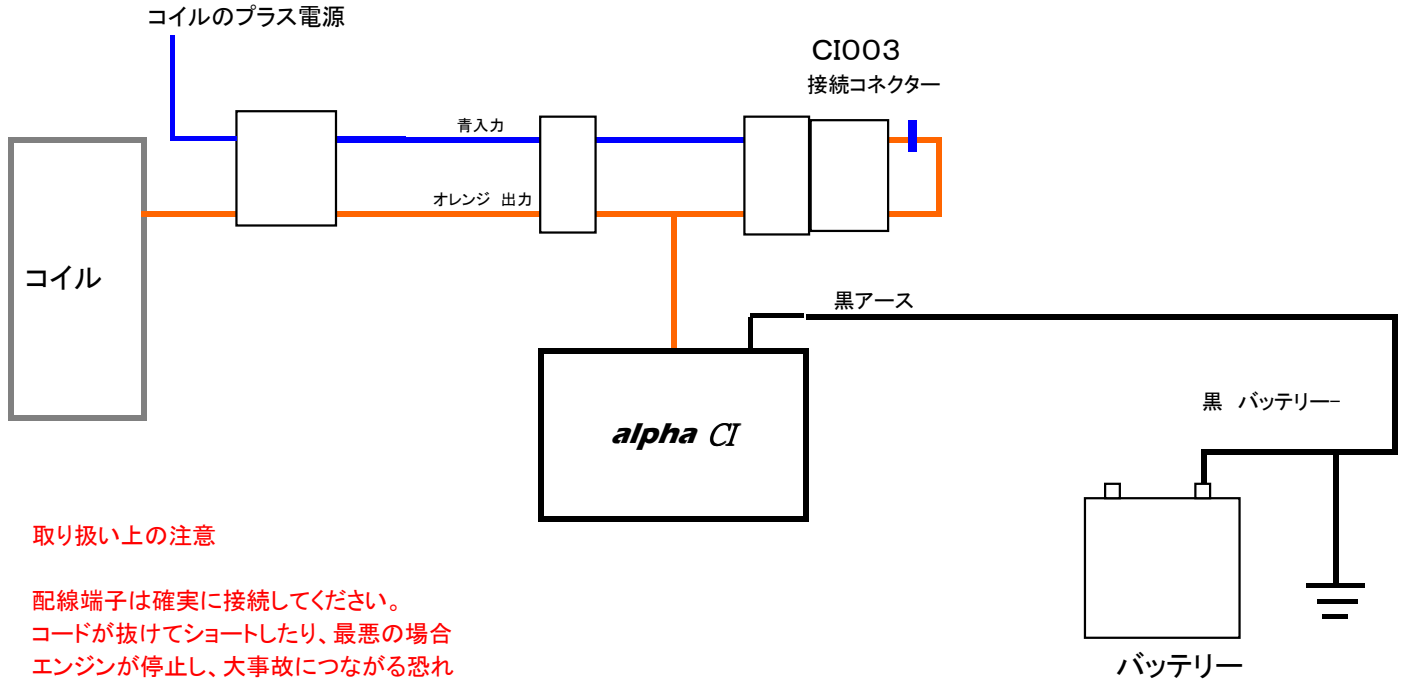 コイルのプラス電源
CI003
接続コネクター
青入力
オレンジ 出力
コイル
黒アース
黒 バッテリー−
alpha CI
取り扱い上の注意
配線端子は確実に接続してください。
コードが抜けてショートしたり、最悪の場合
エンジンが停止し、大事故につながる恐れ
バッテリー